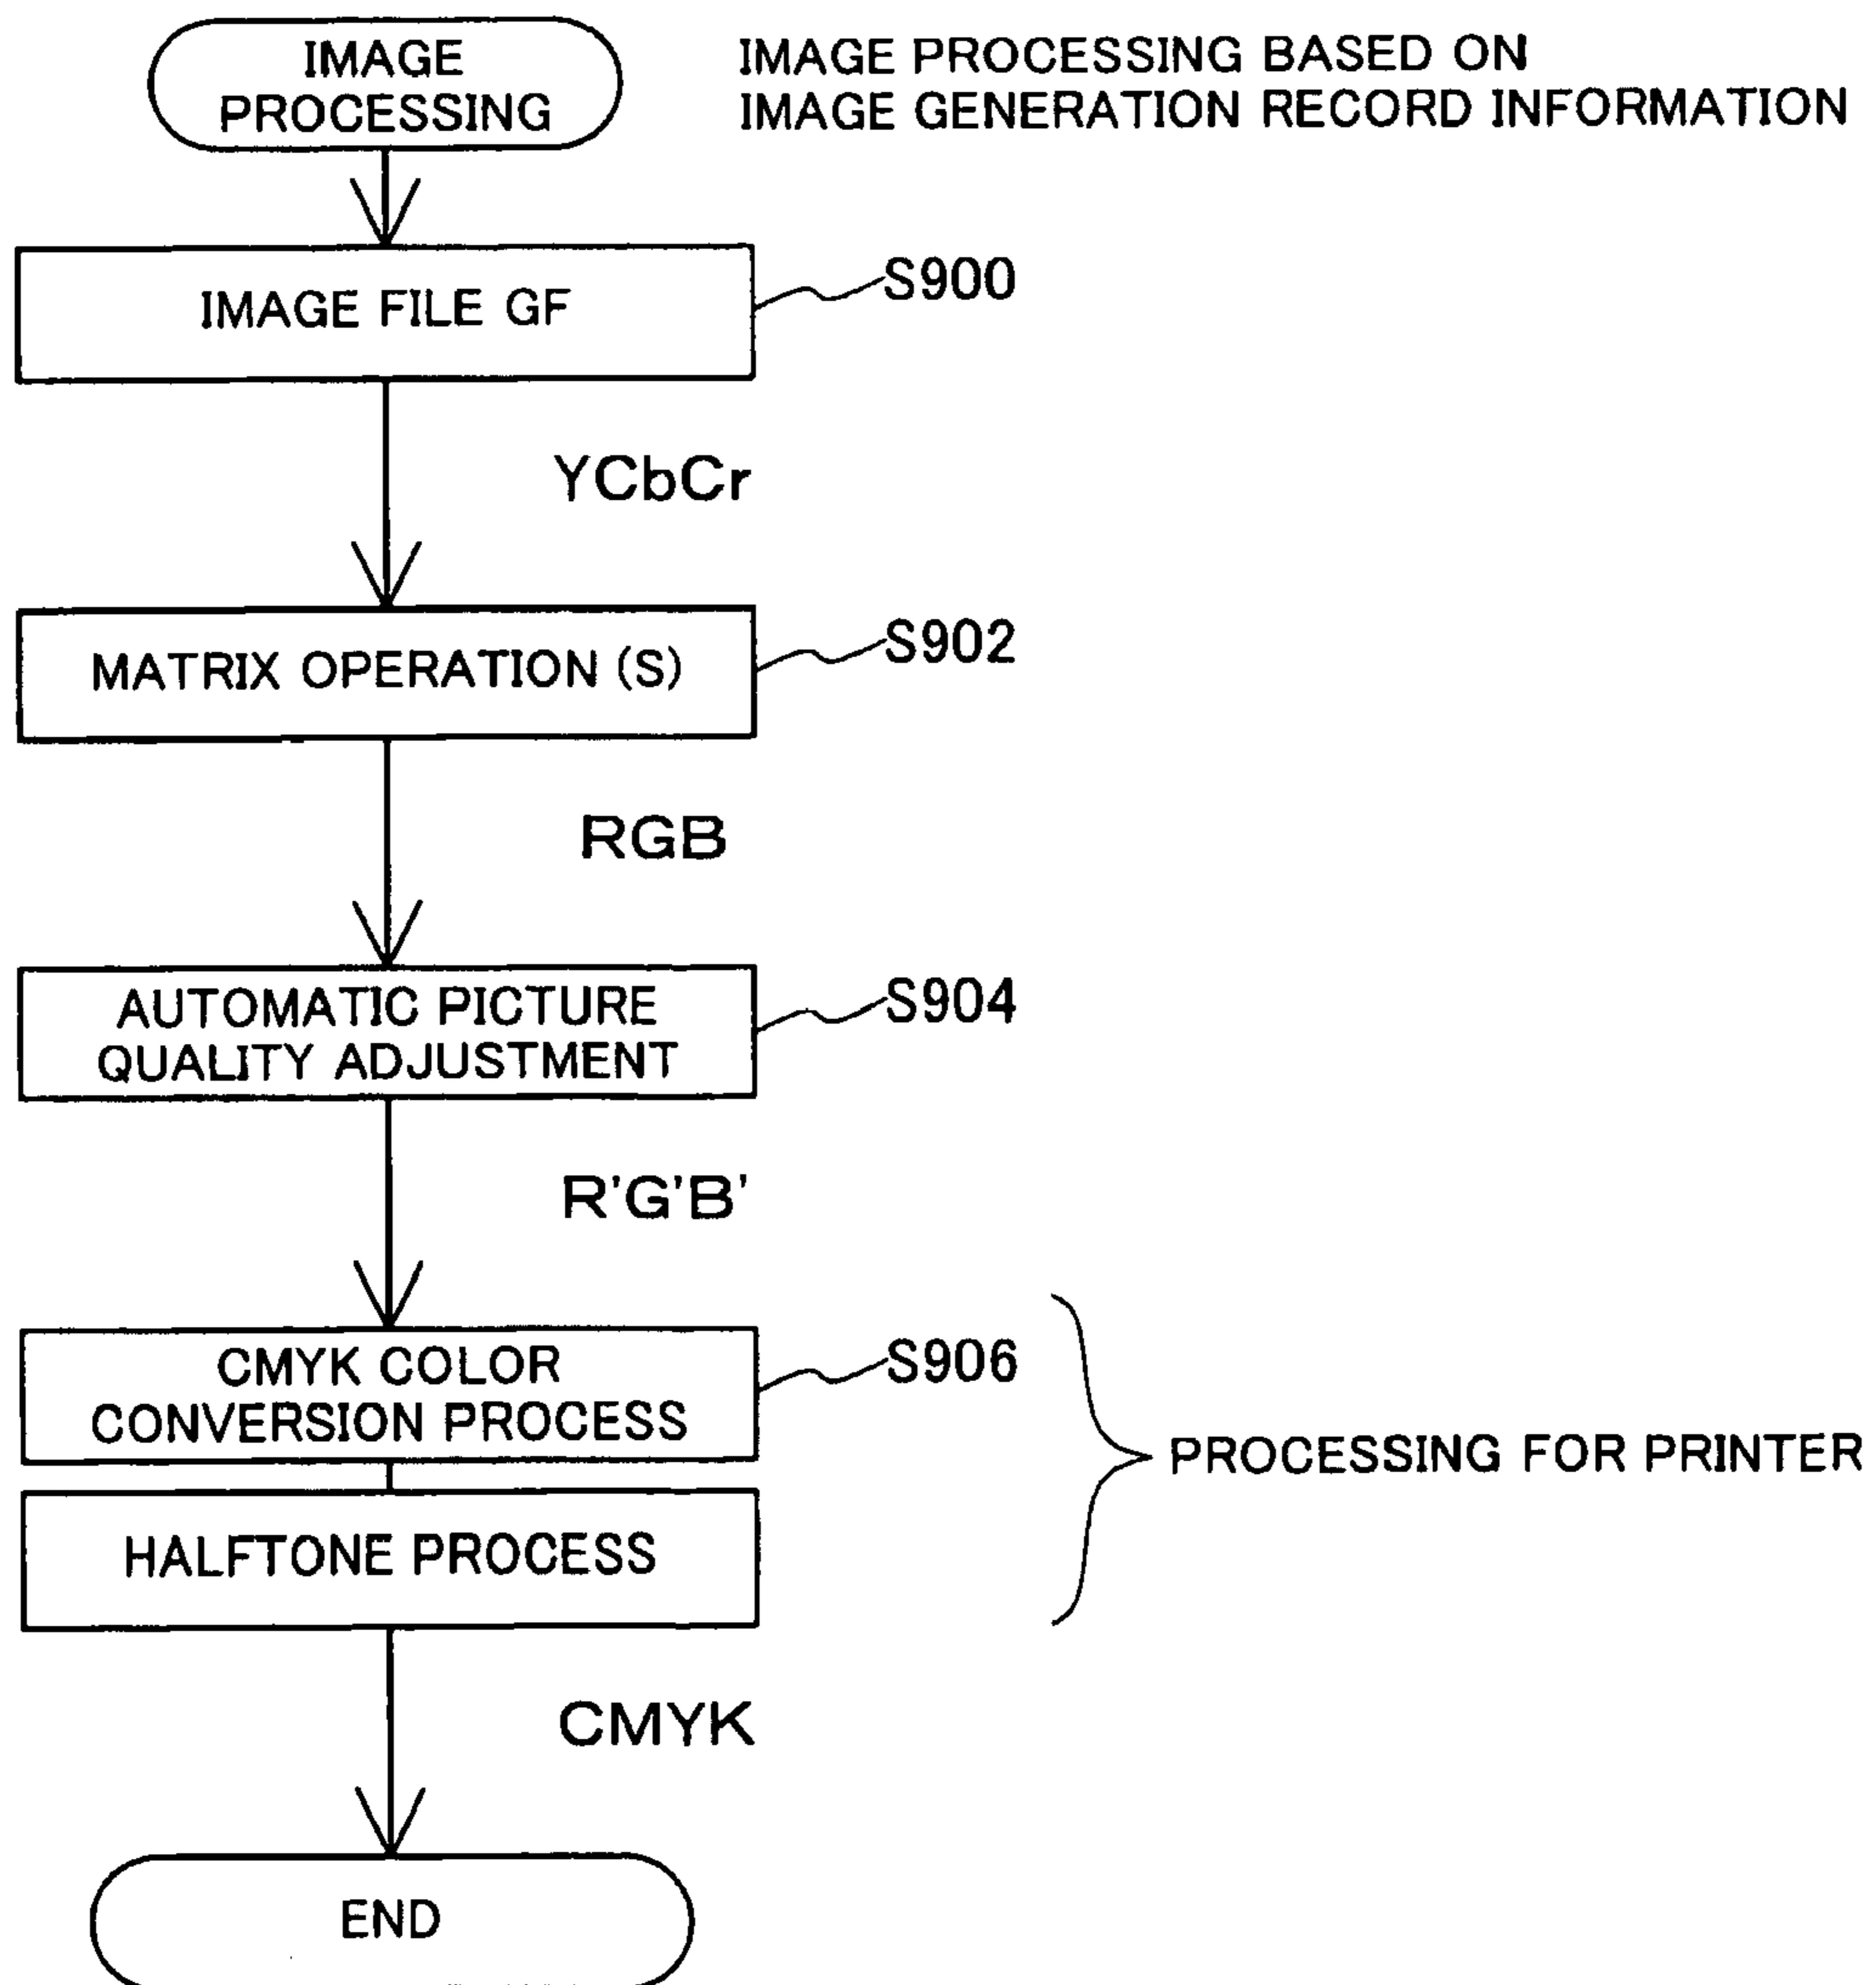 IMAGE
PROCESSING
IMAGE PROCESSING BASED ON
IMAGE GENERATION RECORD INFORMATION
IMAGE FILE GF
S900
YCbCr
MATRIX OPERATION (S)
S902
RGB
AUTOMATIC PICTURE
QUALITY ADJUSTMENT
S904
R'G'B'
CMYK COLOR
CONVERSION PROCESS
S906
PROCESSING FOR PRINTER
HALFTONE PROCESS
CMYK
END